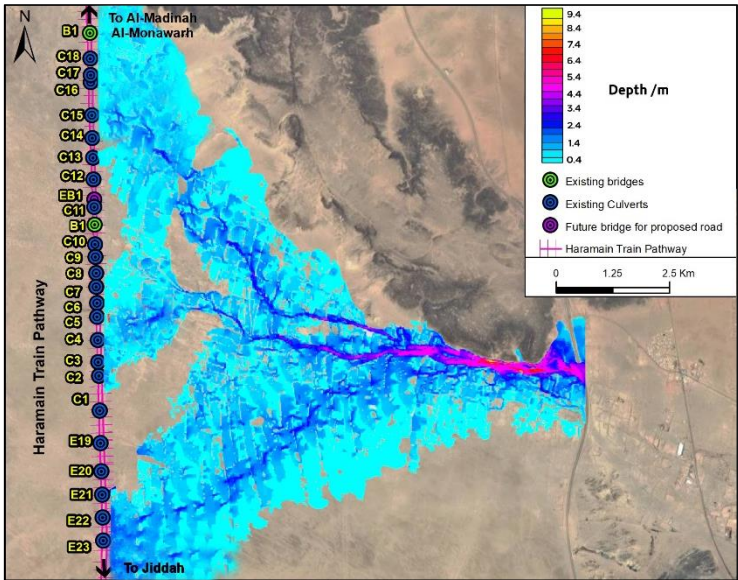 N
To Al-Madinah
Al-Monawarh
B1
C18
C17
C16
C15
C14
C13
C12
EB1
C11
B1
C10
C9
C8
C7
C6
C5
C4
C3
C2
C1
E19
E20
E21
E22
E23
To Jiddah
Haramain Train Pathway
9.4
8.4
7.4
6.4
5.4
4.4
3.4
2.4
1.4
0.4
Depth /m
Existing bridges
Existing Culverts
Future bridge for proposed road
Haramain Train Pathway
0 1.25 2.5 Km